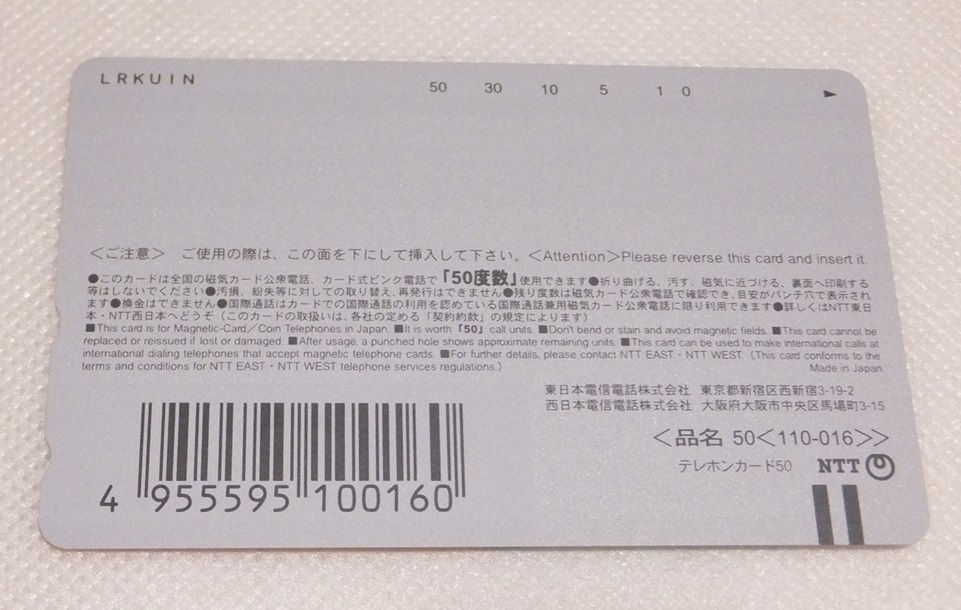 LRKUIN 50 30 10 5 1 0 ►
＜ご注意＞ ご使用の際は、この面を下にして挿入して下さい。＜Attention＞Please reverse this card and insert it.
●このカードは全国の磁気カード公衆電話、カード式ピンク電話で「50度数」使用できます●折り曲げる、汚す、磁気に近づける、裏面へ印刷する
等はしないでください●汚損、紛失等に対しての取り替え、再発行はできません●残り度数は磁気カード公衆電話で確認でき、目安がパンチ穴で表示され
ます●換金はできません●国際通話はカードでの国際通話の利用を認めている国際通話兼用磁気カード公衆電話に限り利用できます●詳しくはNTT東日
本・NTT西日本へどうぞ（このカードの取扱いは、各社の定める「契約約款」の規定によります）
■This card is for Magnetic-Card／Coin Telephones in Japan. ■It is worth「50」call units. ■Don't bend or stain and avoid magnetic fields. ■This card cannot be
replaced or reissued if lost or damaged. ■After usage, a punched hole shows approximate remaining units. ■This card can be used to make international calls at
international dialing telephones that accept magnetic telephone cards. ■For further details, please contact NTT EAST・NTT WEST.（This card conforms to the
terms and conditions for NTT EAST・NTT WEST telephone services regulations.） Made in Japan
東日本電信電話株式会社 東京都新宿区西新宿3-19-2
西日本電信電話株式会社 大阪府大阪市中央区馬場町3-15
＜品名 50＜110-016＞＞
テレホンカード50 NTT
4 955595 100160